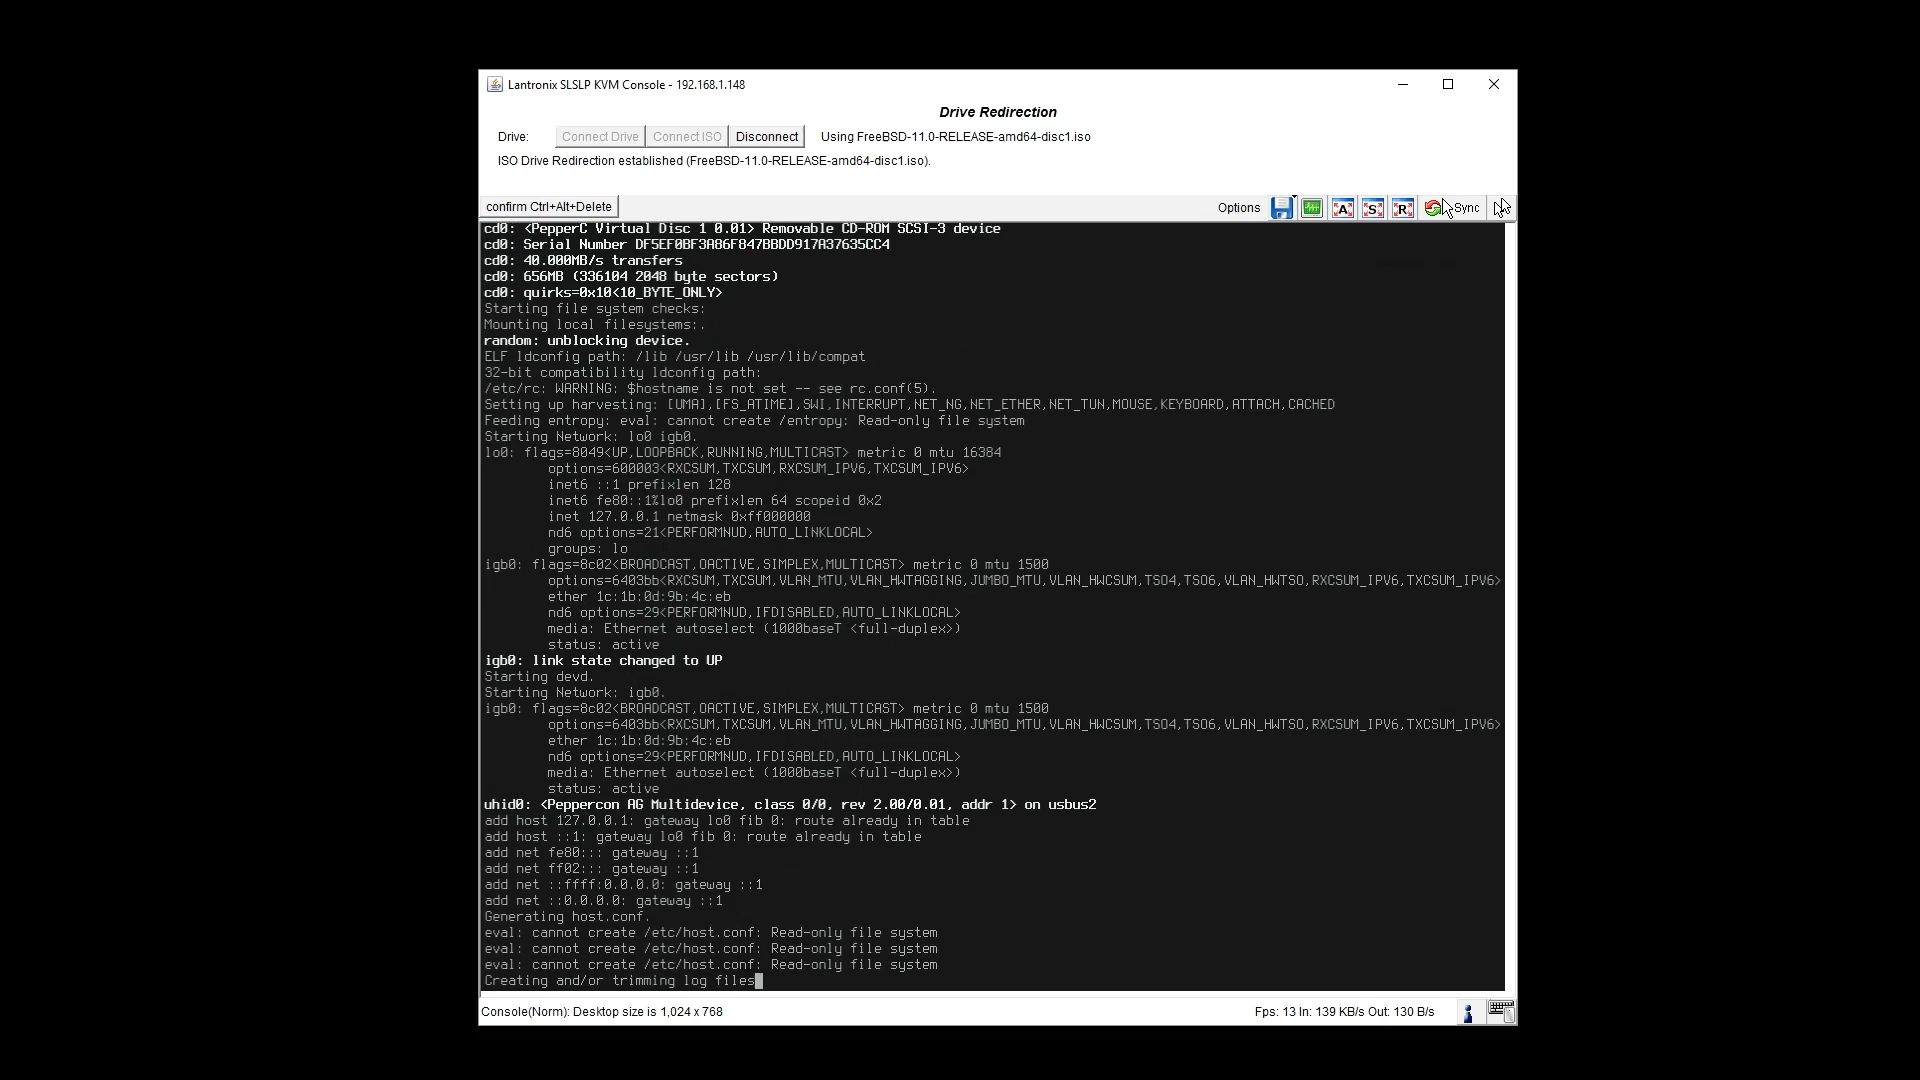 Lantronix SLSLP KVM Console - 192.168.1.148
Drive Redirection
Drive: Connect Drive Connect ISO Disconnect Using FreeBSD-11.0-RELEASE-amd64-disc1.iso
ISO Drive Redirection established (FreeBSD-11.0-RELEASE-amd64-disc1.iso).
confirm Ctrl+Alt+Delete Options A S R Sync
cd0: <PepperC Virtual Disc 1 0.01> Removable CD-ROM SCSI-3 device
cd0: Serial Number DF5EF0BF3A86F847BBDD917A37635CC4
cd0: 40.000MB/s transfers
cd0: 656MB (336104 2048 byte sectors)
cd0: quirks=0x10<10_BYTE_ONLY>
Starting file system checks:
Mounting local filesystems:.
random: unblocking device.
ELF ldconfig path: /lib /usr/lib /usr/lib/compat
32-bit compatibility ldconfig path:
/etc/rc: WARNING: $hostname is not set -- see rc.conf(5).
Setting up harvesting: [UMA],[FS_ATIME],SWI,INTERRUPT,NET_NG,NET_ETHER,NET_TUN,MOUSE,KEYBOARD,ATTACH,CACHED
Feeding entropy: eval: cannot create /entropy: Read-only file system
Starting Network: lo0 igb0.
lo0: flags=8049<UP,LOOPBACK,RUNNING,MULTICAST> metric 0 mtu 16384
options=600003<RXCSUM,TXCSUM,RXCSUM_IPV6,TXCSUM_IPV6>
inet6 ::1 prefixlen 128
inet6 fe80::1%lo0 prefixlen 64 scopeid 0x2
inet 127.0.0.1 netmask 0xff000000
nd6 options=21<PERFORMNUD,AUTO_LINKLOCAL>
groups: lo
igb0: flags=8c02<BROADCAST,OACTIVE,SIMPLEX,MULTICAST> metric 0 mtu 1500
options=6403bb<RXCSUM,TXCSUM,VLAN_MTU,VLAN_HWTAGGING,JUMBO_MTU,VLAN_HWCSUM,TSO4,TSO6,VLAN_HWTSO,RXCSUM_IPV6,TXCSUM_IPV6>
ether 1c:1b:0d:9b:4c:eb
nd6 options=29<PERFORMNUD,IFDISABLED,AUTO_LINKLOCAL>
media: Ethernet autoselect (1000baseT <full-duplex>)
status: active
igb0: link state changed to UP
Starting devd.
Starting Network: igb0.
igb0: flags=8c02<BROADCAST,OACTIVE,SIMPLEX,MULTICAST> metric 0 mtu 1500
options=6403bb<RXCSUM,TXCSUM,VLAN_MTU,VLAN_HWTAGGING,JUMBO_MTU,VLAN_HWCSUM,TSO4,TSO6,VLAN_HWTSO,RXCSUM_IPV6,TXCSUM_IPV6>
ether 1c:1b:0d:9b:4c:eb
nd6 options=29<PERFORMNUD,IFDISABLED,AUTO_LINKLOCAL>
media: Ethernet autoselect (1000baseT <full-duplex>)
status: active
uhid0: <Peppercon AG Multidevice, class 0/0, rev 2.00/0.01, addr 1> on usbus2
add host 127.0.0.1: gateway lo0 fib 0: route already in table
add host ::1: gateway lo0 fib 0: route already in table
add net fe80::: gateway ::1
add net ff02::: gateway ::1
add net ::ffff:0.0.0.0: gateway ::1
add net ::0.0.0.0: gateway ::1
Generating host.conf.
eval: cannot create /etc/host.conf: Read-only file system
eval: cannot create /etc/host.conf: Read-only file system
eval: cannot create /etc/host.conf: Read-only file system
Creating and/or trimming log files
Console(Norm): Desktop size is 1,024 x 768 Fps: 13 In: 139 KB/s Out: 130 B/s